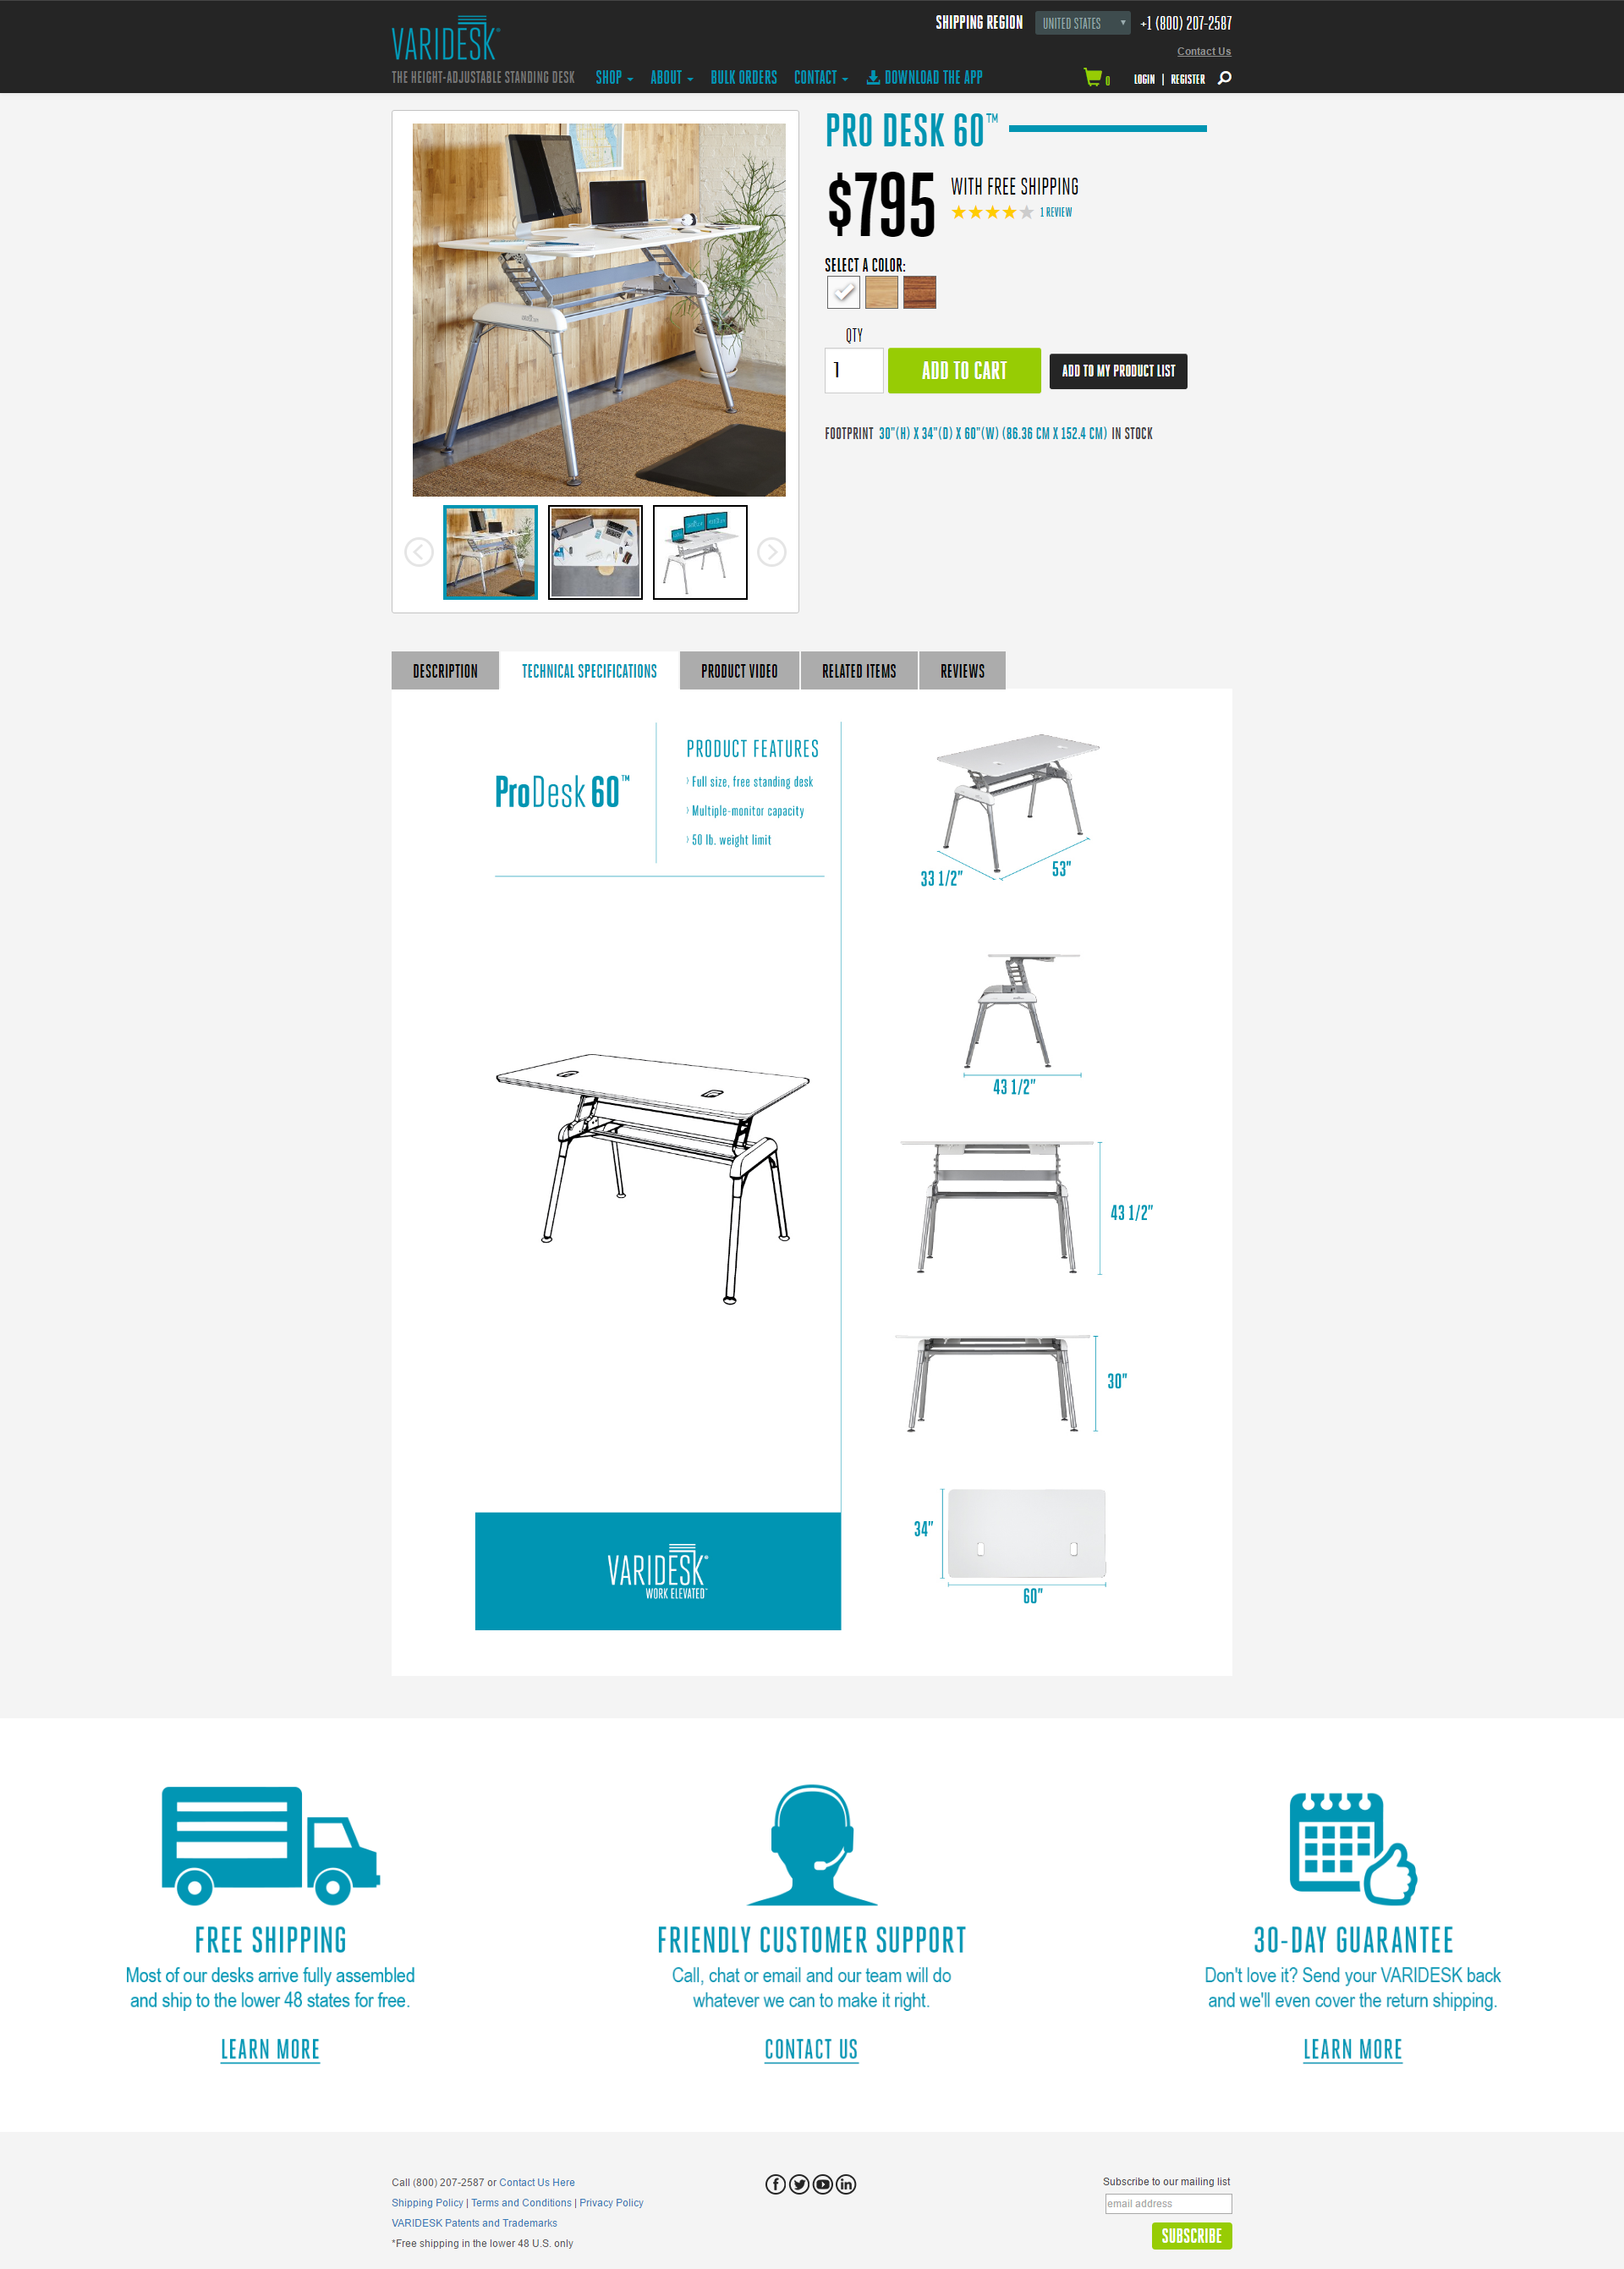 VARIDESK®
THE HEIGHT-ADJUSTABLE STANDING DESK
SHIPPING REGION
UNITED STATES
+1 (800) 207-2587
Contact Us
SHOP
ABOUT
BULK ORDERS
CONTACT
DOWNLOAD THE APP
0
LOGIN | REGISTER
PRO DESK 60™
$795
WITH FREE SHIPPING
1 REVIEW
SELECT A COLOR:
QTY
1
ADD TO CART
ADD TO MY PRODUCT LIST
FOOTPRINT 30"(H) X 34"(D) X 60"(W) (86.36 CM X 152.4 CM) IN STOCK
DESCRIPTION
TECHNICAL SPECIFICATIONS
PRODUCT VIDEO
RELATED ITEMS
REVIEWS
ProDesk 60™
PRODUCT FEATURES
› Full size, free standing desk
› Multiple-monitor capacity
› 50 lb. weight limit
33 1/2"
53"
43 1/2"
43 1/2"
30"
34"
60"
VARIDESK®
WORK ELEVATED™
FREE SHIPPING
Most of our desks arrive fully assembled
and ship to the lower 48 states for free.
LEARN MORE
FRIENDLY CUSTOMER SUPPORT
Call, chat or email and our team will do
whatever we can to make it right.
CONTACT US
30-DAY GUARANTEE
Don't love it? Send your VARIDESK back
and we'll even cover the return shipping.
LEARN MORE
Call (800) 207-2587 or Contact Us Here
Shipping Policy | Terms and Conditions | Privacy Policy
VARIDESK Patents and Trademarks
*Free shipping in the lower 48 U.S. only
Subscribe to our mailing list
email address
SUBSCRIBE